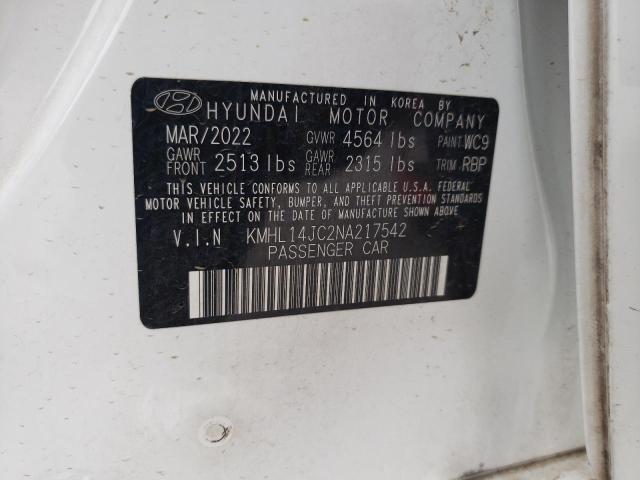 MANUFACTURED IN KOREA BY
HYUNDAI MOTOR COMPANY
MAR/2022 GVWR 4564 lbs PAINT WC9
GAWR FRONT 2513 lbs GAWR REAR 2315 lbs TRIM RBP
THIS VEHICLE CONFORMS TO ALL APPLICABLE U.S.A. FEDERAL
MOTOR VEHICLE SAFETY, BUMPER, AND THEFT PREVENTION STANDARDS
IN EFFECT ON THE DATE OF MANUFACTURE SHOWN ABOVE.
V.I.N KMHL14JC2NA217542
PASSENGER CAR